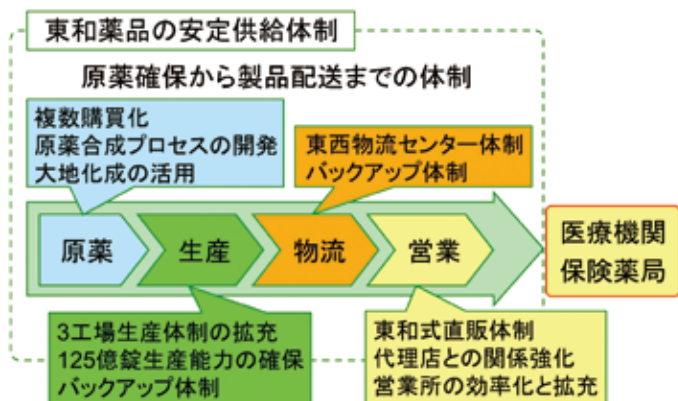 東和薬品の安定供給体制
原薬確保から製品配送までの体制
複数購買化
原薬合成プロセスの開発
大地化成の活用
東西物流センター体制
バックアップ体制
原薬
生産
物流
営業
医療機関
保険薬局
3工場生産体制の拡充
125億錠生産能力の確保
バックアップ体制
東和式直販体制
代理店との関係強化
営業所の効率化と拡充